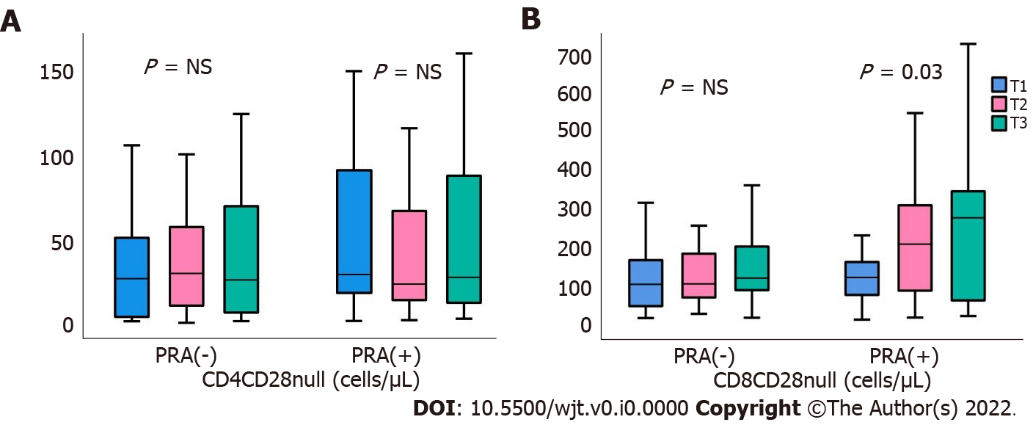 A
P = NS
P = NS
150
100
50
0
PRA(-) PRA(+)
CD4CD28null (cells/μL)
B
P = NS
P = 0.03
700
600
500
400
300
200
100
0
T1
T2
T3
PRA(-) PRA(+)
CD8CD28null (cells/μL)
DOI: 10.5500/wjt.v0.i0.0000 Copyright ©The Author(s) 2022.